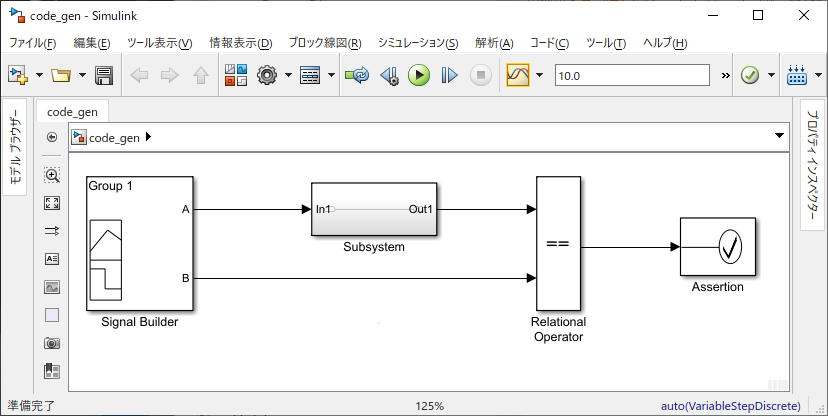 code_gen - Simulink
ファイル(F) 編集(E) ツール表示(V) 情報表示(D) ブロック線図(R) シミュレーション(S) 解析(A) コード(C) ツール(T) ヘルプ(H)
10.0
»
モデル ブラウザー
code_gen
code_gen
プロパティ インスペクター
Group 1
A
B
Signal Builder
In1
Out1
Subsystem
==
Relational
Operator
Assertion
準備完了
125%
auto(VariableStepDiscrete)